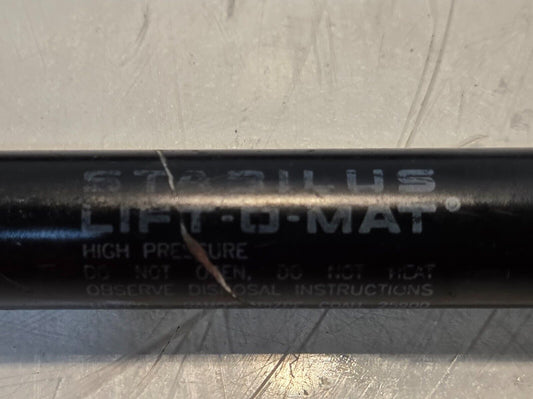 STABILUS
LIFT-O-MAT®
HIGH PRESSURE
DO NOT OPEN, DO NOT HEAT
OBSERVE DISPOSAL INSTRUCTIONS